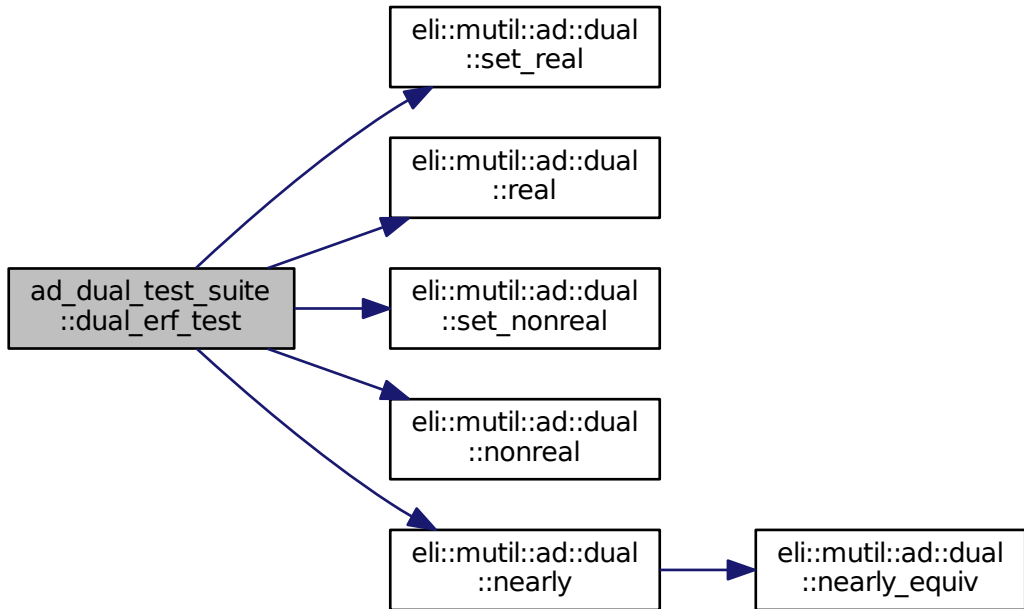 eli::mutil::ad::dual
::set_real
eli::mutil::ad::dual
::real
ad_dual_test_suite
::dual_erf_test
eli::mutil::ad::dual
::set_nonreal
eli::mutil::ad::dual
::nonreal
eli::mutil::ad::dual
::nearly
eli::mutil::ad::dual
::nearly_equiv